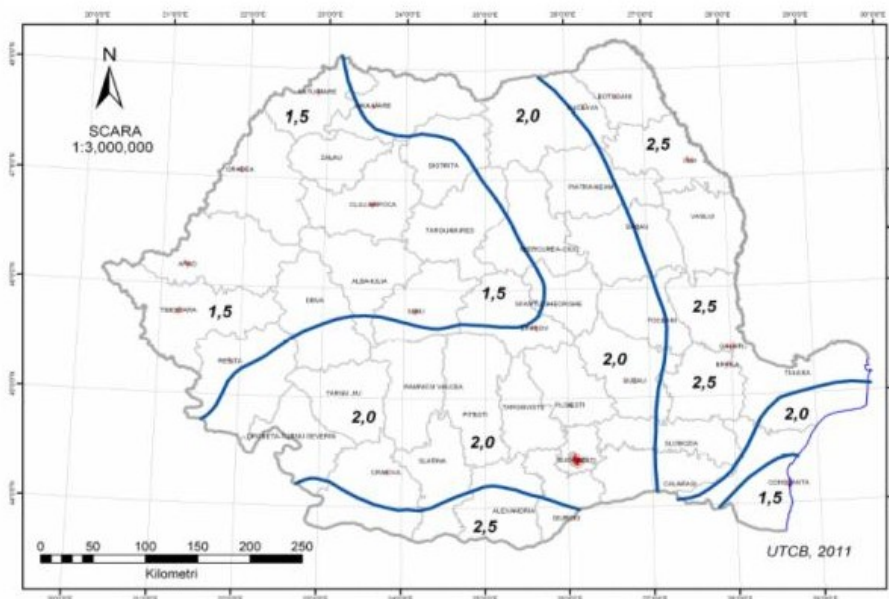 N
SCARA
1:3,000,000
SATU MARE
BAIA MARE
SUCEAVA
BOTOSANI
1,5
2,0
2,5
ORADEA
ZALAU
BISTRITA
IASI
CLUJ-NAPOCA
PIATRA-NEAMT
TARGU-MURES
BACAU
VASLUI
MIERCUREA-CIUC
ARAD
ALBA-IULIA
TIMISOARA
DEVA
SIBIU
SFANTU GHEORGHE
1,5
1,5
2,5
BRASOV
FOCSANI
GALATI
RESITA
BRAILA
TULCEA
2,0
BUZAU
2,5
TARGU JIU
RAMNICU VALCEA
PITESTI
TARGOVISTE
PLOIESTI
2,0
2,0
2,0
DROBETA-TURNU SEVERIN
SLOBOZIA
CRAIOVA
SLATINA
BUCURESTI
CALARASI
CONSTANTA
1,5
ALEXANDRIA
GIURGIU
2,5
0 50 100 150 200 250
Kilometri
UTCB, 2011